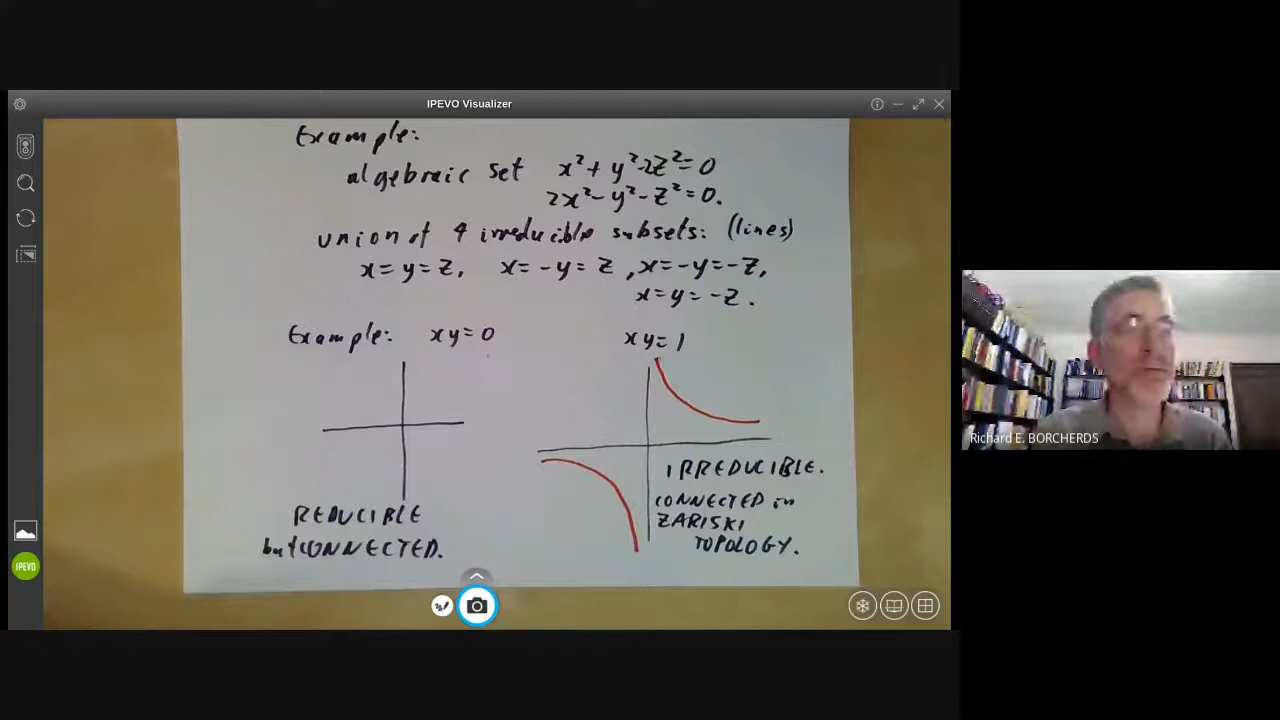 IPEVO Visualizer
Example:
algebraic set x²+y²-2z²=0
2x²-y²-z²=0.
union of 4 irreducible subsets: (lines)
x=y=z, x=-y=z, x=-y=-z,
x=y=-z.
Example: xy=0 xy=1
IRREDUCIBLE.
CONNECTED in
ZARISKI
TOPOLOGY.
REDUCIBLE
but CONNECTED.
Richard E. BORCHERDS
IPEVO